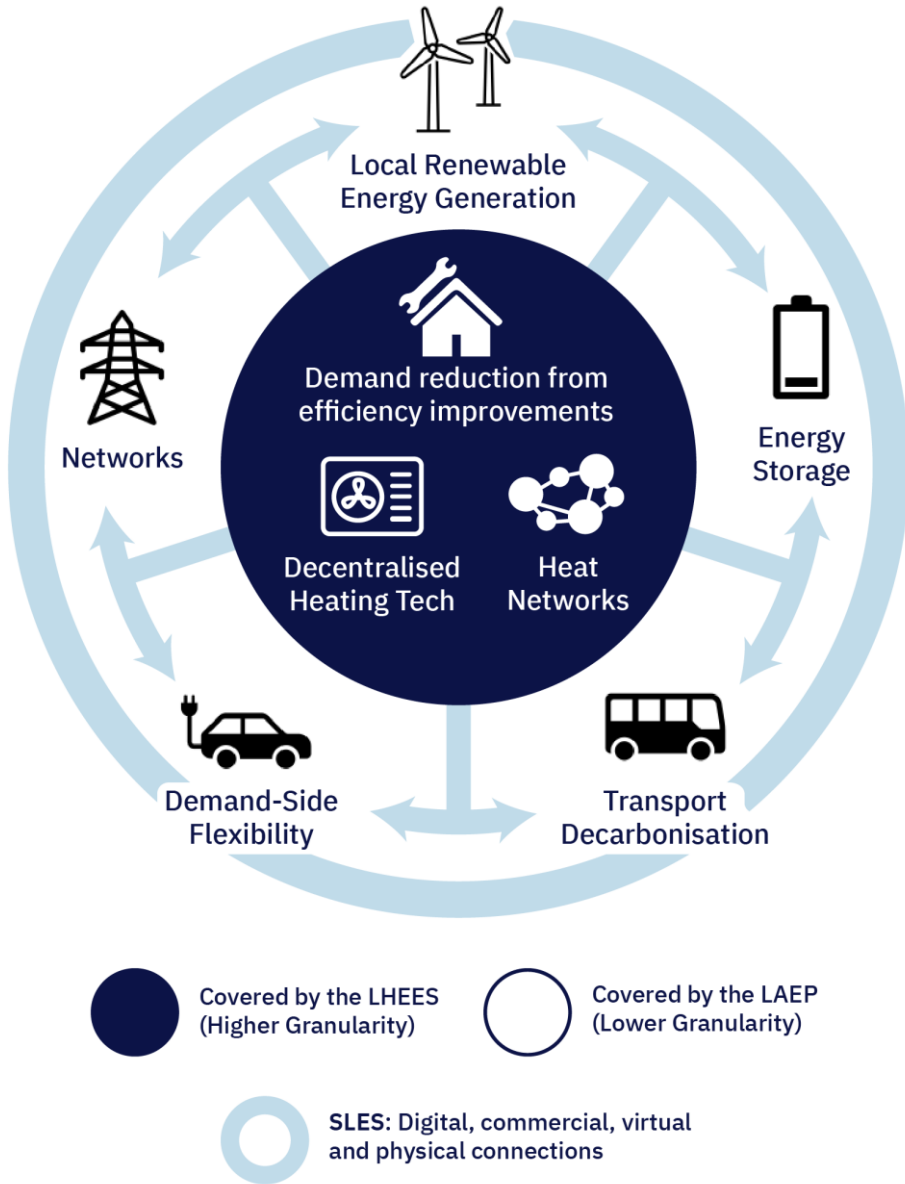 Local Renewable
Energy Generation
Demand reduction from
efficiency improvements
Networks
Energy
Storage
Decentralised
Heating Tech
Heat
Networks
Demand-Side
Flexibility
Transport
Decarbonisation
Covered by the LHEES
(Higher Granularity)
Covered by the LAEP
(Lower Granularity)
SLES: Digital, commercial, virtual
and physical connections